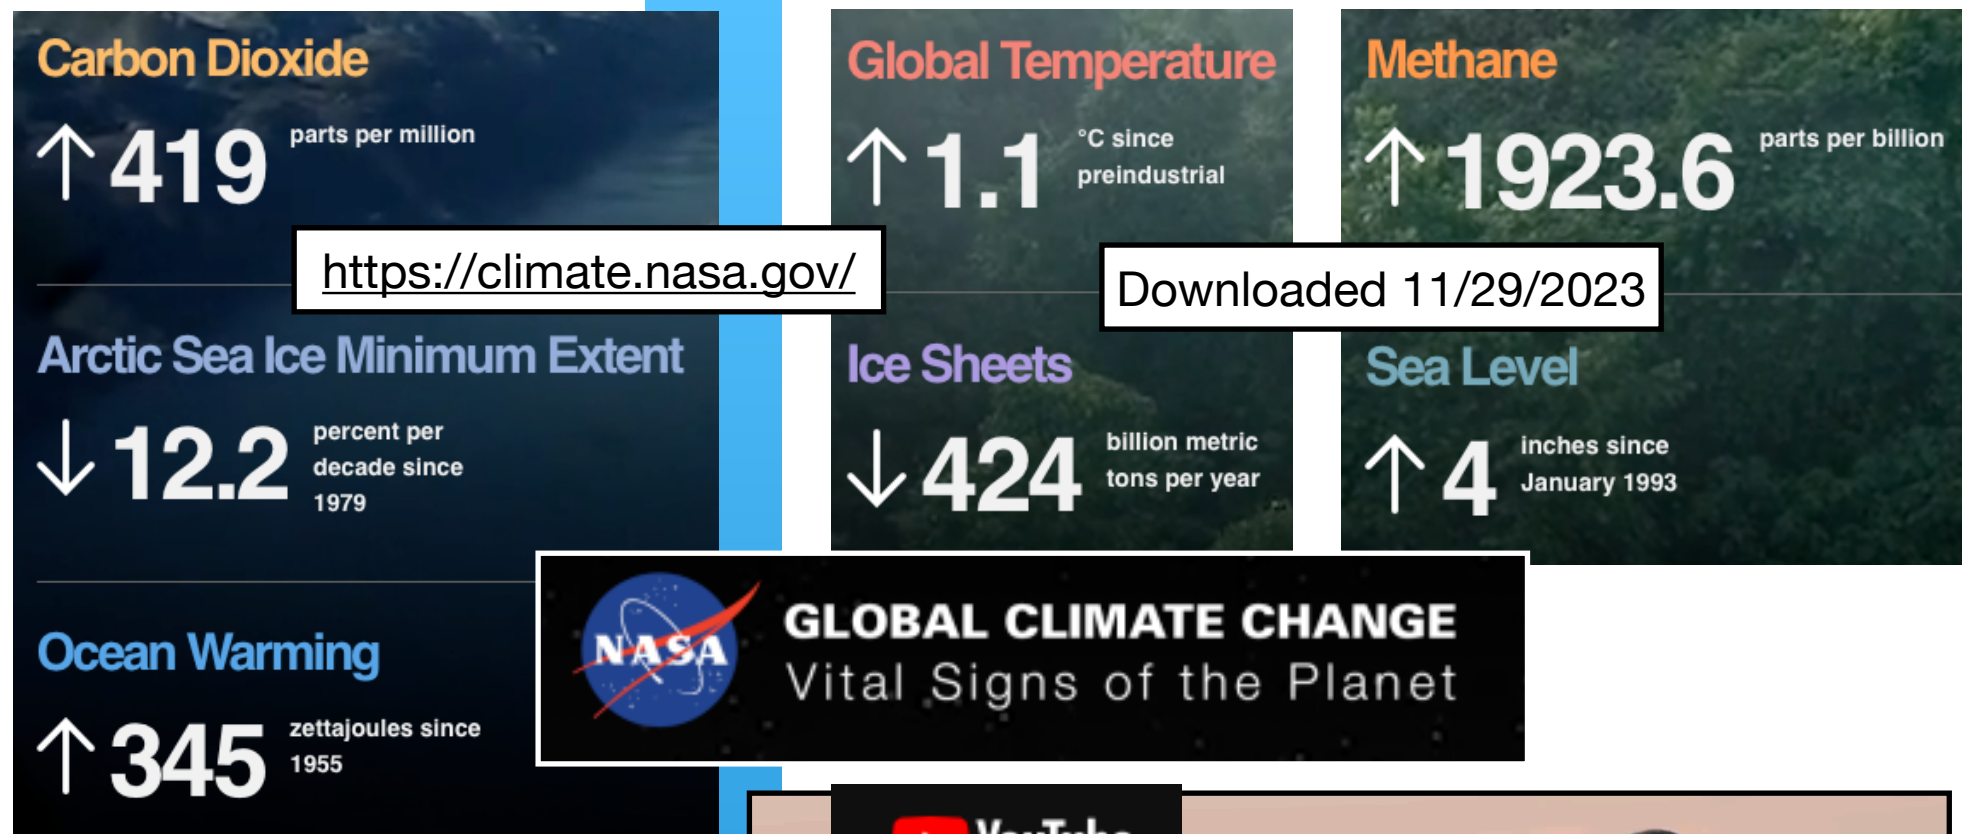 Carbon Dioxide
↑ 419 parts per million
Global Temperature
↑ 1.1 °C since
preindustrial
Methane
↑ 1923.6 parts per billion
https://climate.nasa.gov/
Downloaded 11/29/2023
Arctic Sea Ice Minimum Extent
↓ 12.2 percent per
decade since
1979
Ice Sheets
↓ 424 billion metric
tons per year
Sea Level
↑ 4 inches since
January 1993
NASA
GLOBAL CLIMATE CHANGE
Vital Signs of the Planet
Ocean Warming
↑ 345 zettajoules since
1955
YouTube